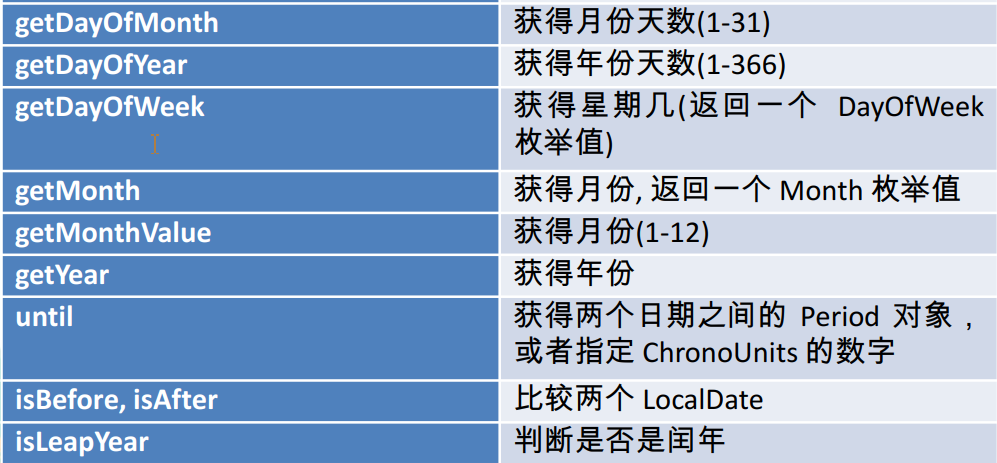 getDayOfMonth 获得月份天数(1-31)
getDayOfYear 获得年份天数(1-366)
getDayOfWeek 获得星期几(返回一个 DayOfWeek
枚举值)
getMonth 获得月份, 返回一个 Month 枚举值
getMonthValue 获得月份(1-12)
getYear 获得年份
until 获得两个日期之间的 Period 对象，
或者指定 ChronoUnits 的数字
isBefore, isAfter 比较两个 LocalDate
isLeapYear 判断是否是闰年